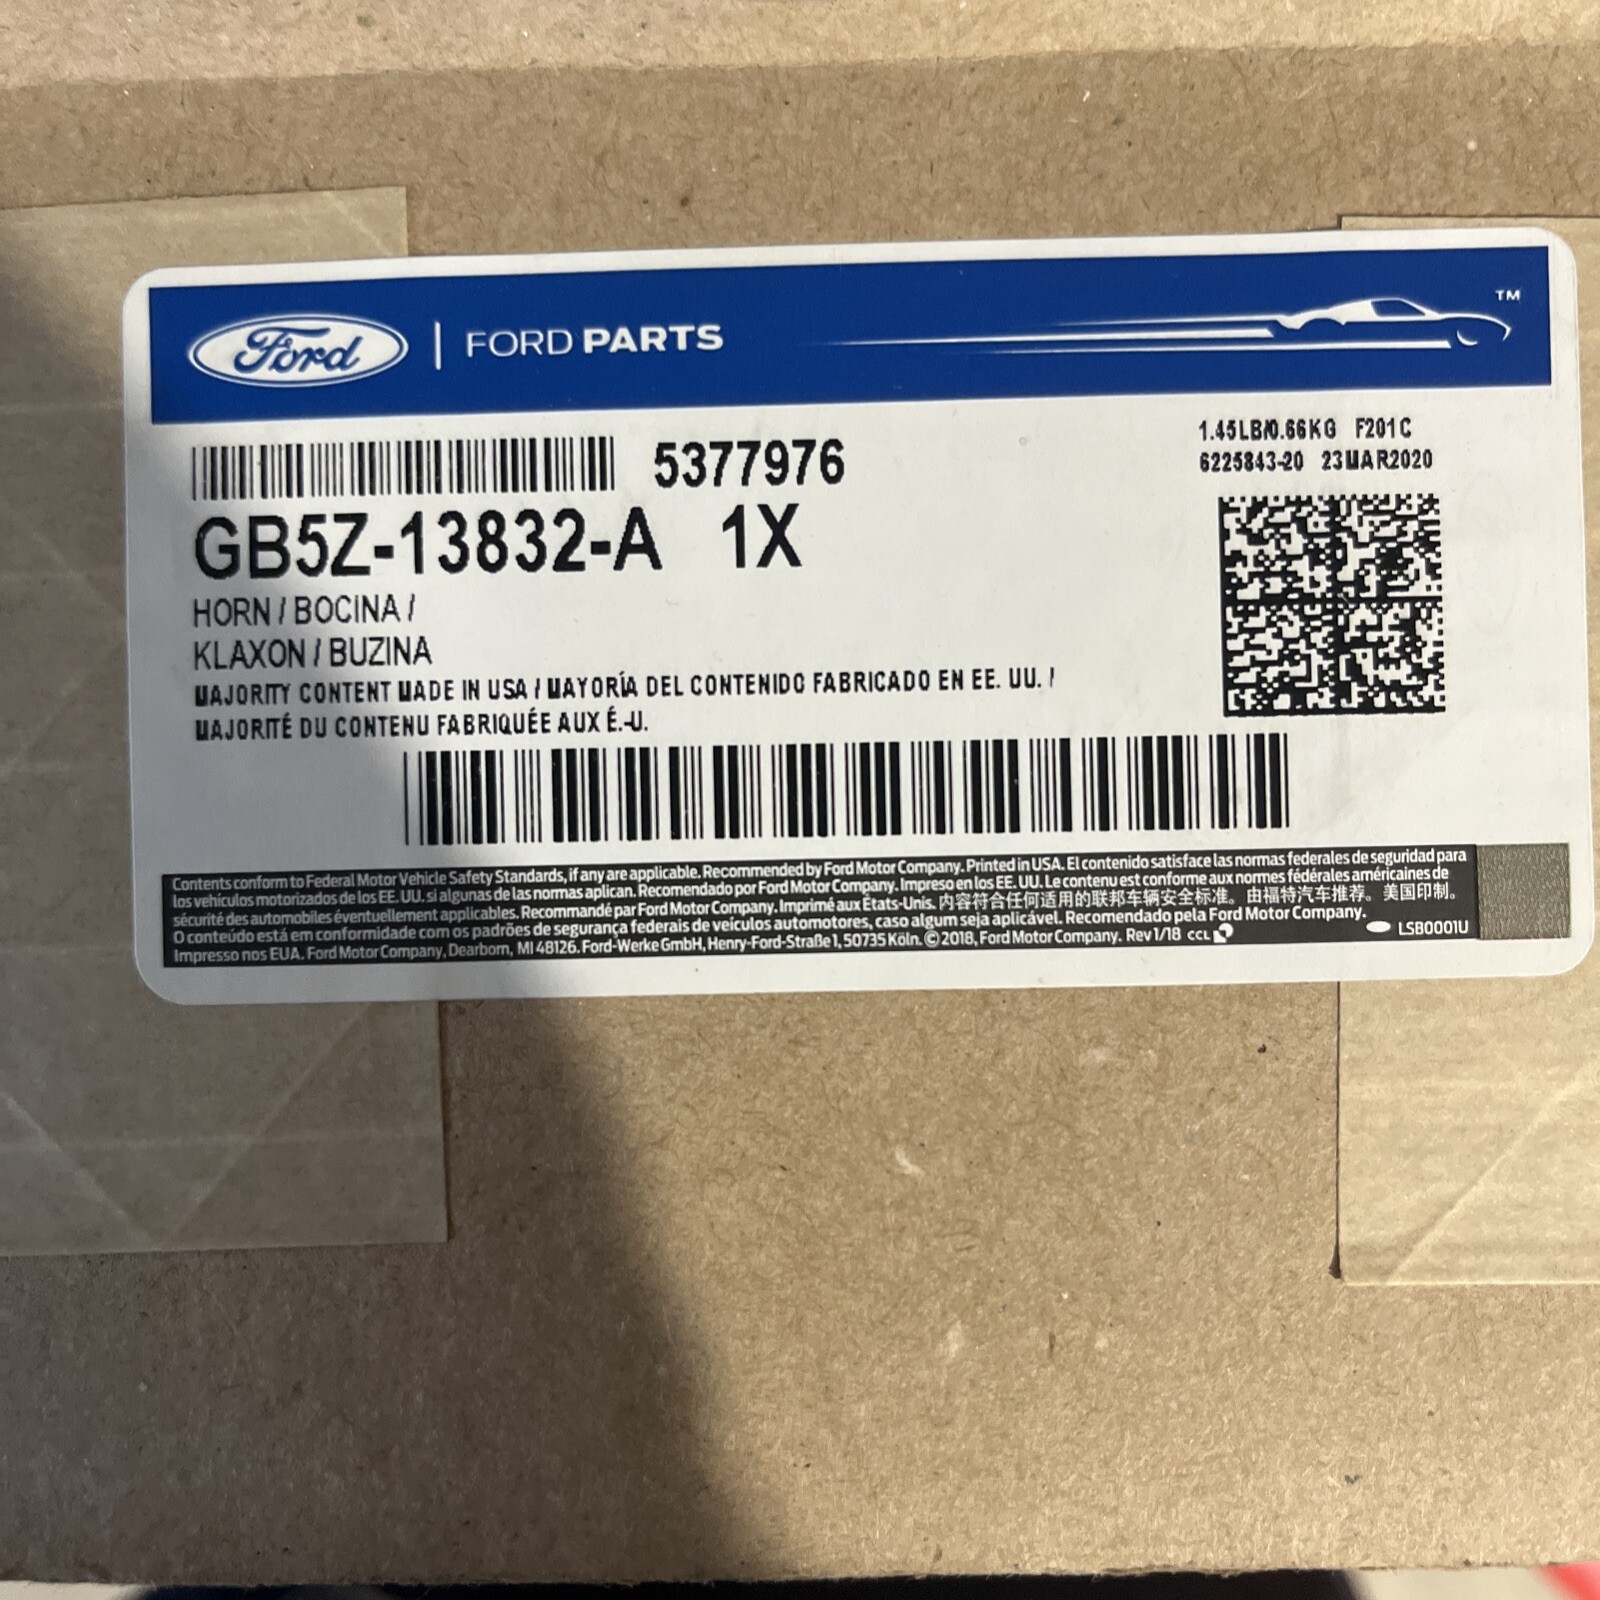 Ford | FORD PARTS
TM
5377976
1.45LB/0.66KG F201C
6225843-20 23MAR2020
GB5Z-13832-A 1X
HORN / BOCINA /
KLAXON / BUZINA
MAJORITY CONTENT MADE IN USA / MAYORÍA DEL CONTENIDO FABRICADO EN EE. UU. /
MAJORITÉ DU CONTENU FABRIQUÉE AUX É.-U.
Contents conform to Federal Motor Vehicle Safety Standards, if any are applicable. Recommended by Ford Motor Company. Printed in USA. El contenido satisface las normas federales de seguridad para
los vehículos motorizados de los EE. UU. si algunas de las normas aplican. Recomendado por Ford Motor Company. Impreso en los EE. UU. Le contenu est conforme aux normes fédérales américaines de
sécurité des automobiles éventuellement applicables. Recommandé par Ford Motor Company. Imprimé aux États-Unis. 内容符合任何适用的联邦车辆安全标准。由福特汽车推荐。美国印制。
O conteúdo está em conformidade com os padrões de segurança federais de veículos automotores, caso algum seja aplicável. Recomendado pela Ford Motor Company.
Impresso nos EUA. Ford Motor Company, Dearborn, MI 48126. Ford-Werke GmbH, Henry-Ford-Straße 1, 50735 Köln. © 2018, Ford Motor Company. Rev 1/18 CCL
LSB0001U